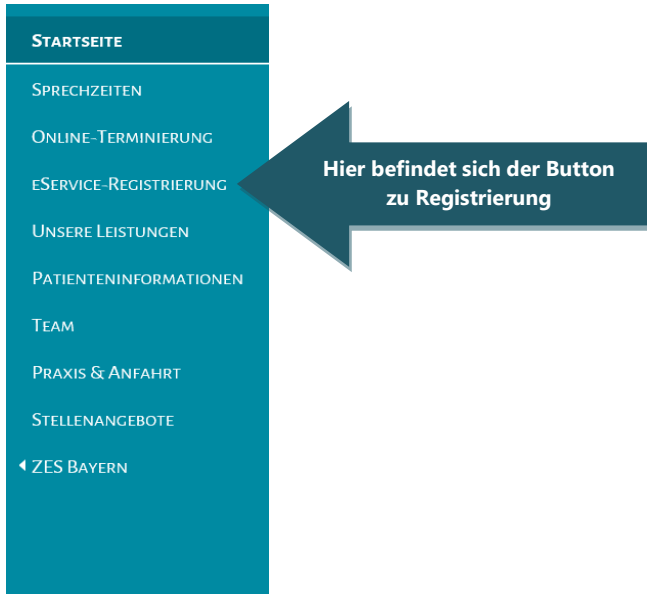 Startseite
Sprechzeiten
Online-Terminierung
eService-Registrierung
Hier befindet sich der Button
zu Registrierung
Unsere Leistungen
Patienteninformationen
Team
Praxis & Anfahrt
Stellenangebote
ZES Bayern